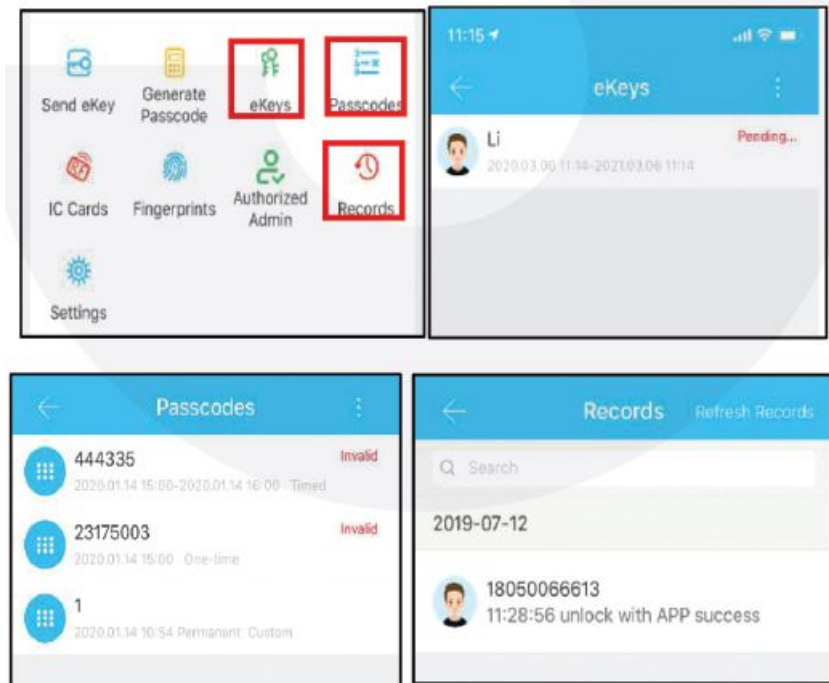 Send eKey
Generate
Passcode
eKeys
Passcodes
IC Cards
Fingerprints
Authorized
Admin
Records
Settings
11:15
eKeys
Li
Pending...
2020.03.06 11:14-2021.03.06 11:14
Passcodes
444335
Invalid
2020.01.14 15:00-2020.01.14 16:00 Timed
23175003
Invalid
2020.01.14 15:00 One-time
1
2020.01.14 10:54 Permanent Custom
Records
Refresh Records
Search
2019-07-12
18050066613
11:28:56 unlock with APP success